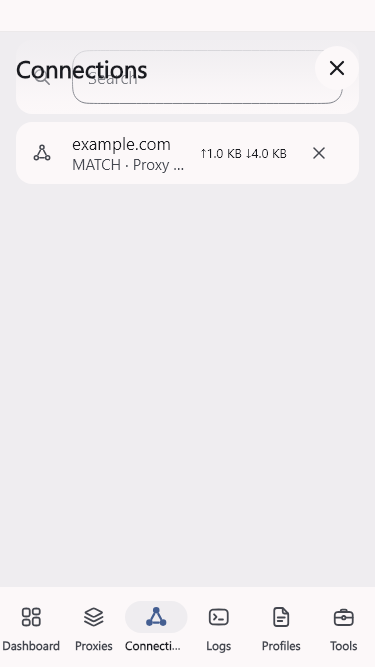 Connections
Search
example.com
MATCH · Proxy ...
↑1.0 KB ↓4.0 KB
Dashboard
Proxies
Connecti...
Logs
Profiles
Tools